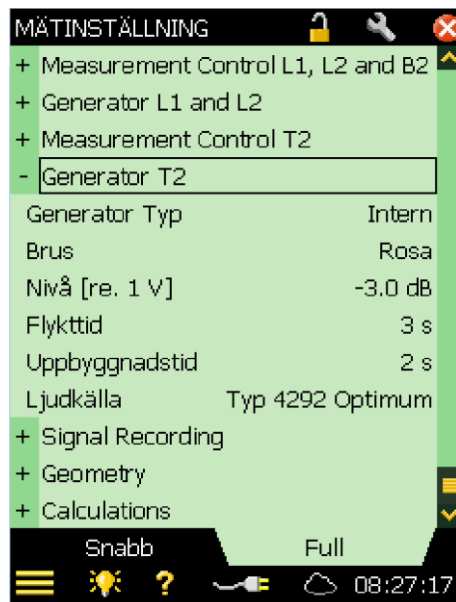 MÄTINSTÄLLNING
+ Measurement Control L1, L2 and B2
+ Generator L1 and L2
+ Measurement Control T2
- Generator T2
Generator Typ Intern
Brus Rosa
Nivå [re. 1 V] -3.0 dB
Flykttid 3 s
Uppbyggnadstid 2 s
Ljudkälla Typ 4292 Optimum
+ Signal Recording
+ Geometry
+ Calculations
Snabb Full
? 08:27:17